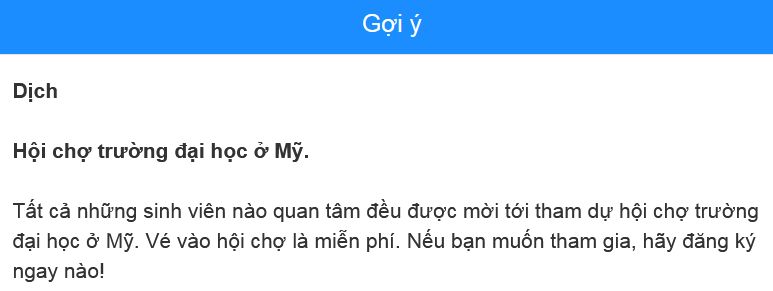 Gợi ý
Dịch
Hội chợ trường đại học ở Mỹ.
Tất cả những sinh viên nào quan tâm đều được mời tới tham dự hội chợ trường
đại học ở Mỹ. Vé vào hội chợ là miễn phí. Nếu bạn muốn tham gia, hãy đăng ký
ngay nào!